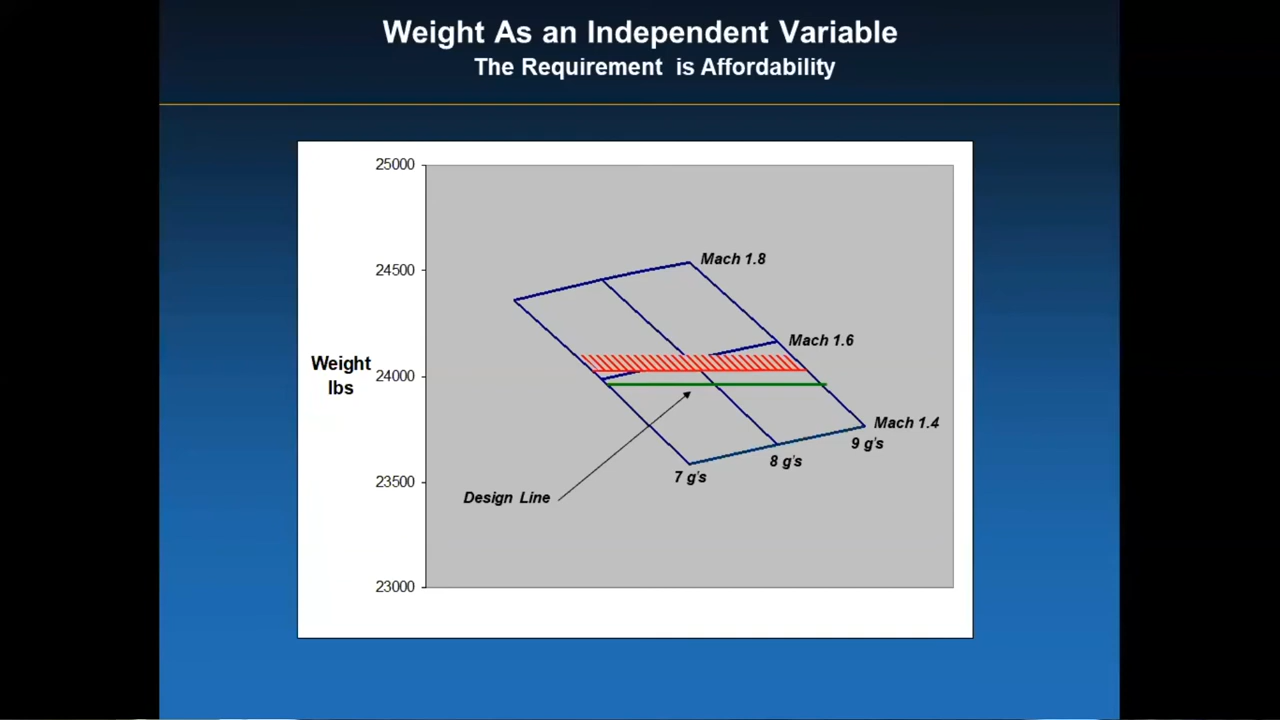 Weight As an Independent Variable
The Requirement is Affordability
25000
24500
24000
23500
23000
Weight
lbs
Mach 1.8
Mach 1.6
Mach 1.4
9 g's
8 g's
7 g's
Design Line